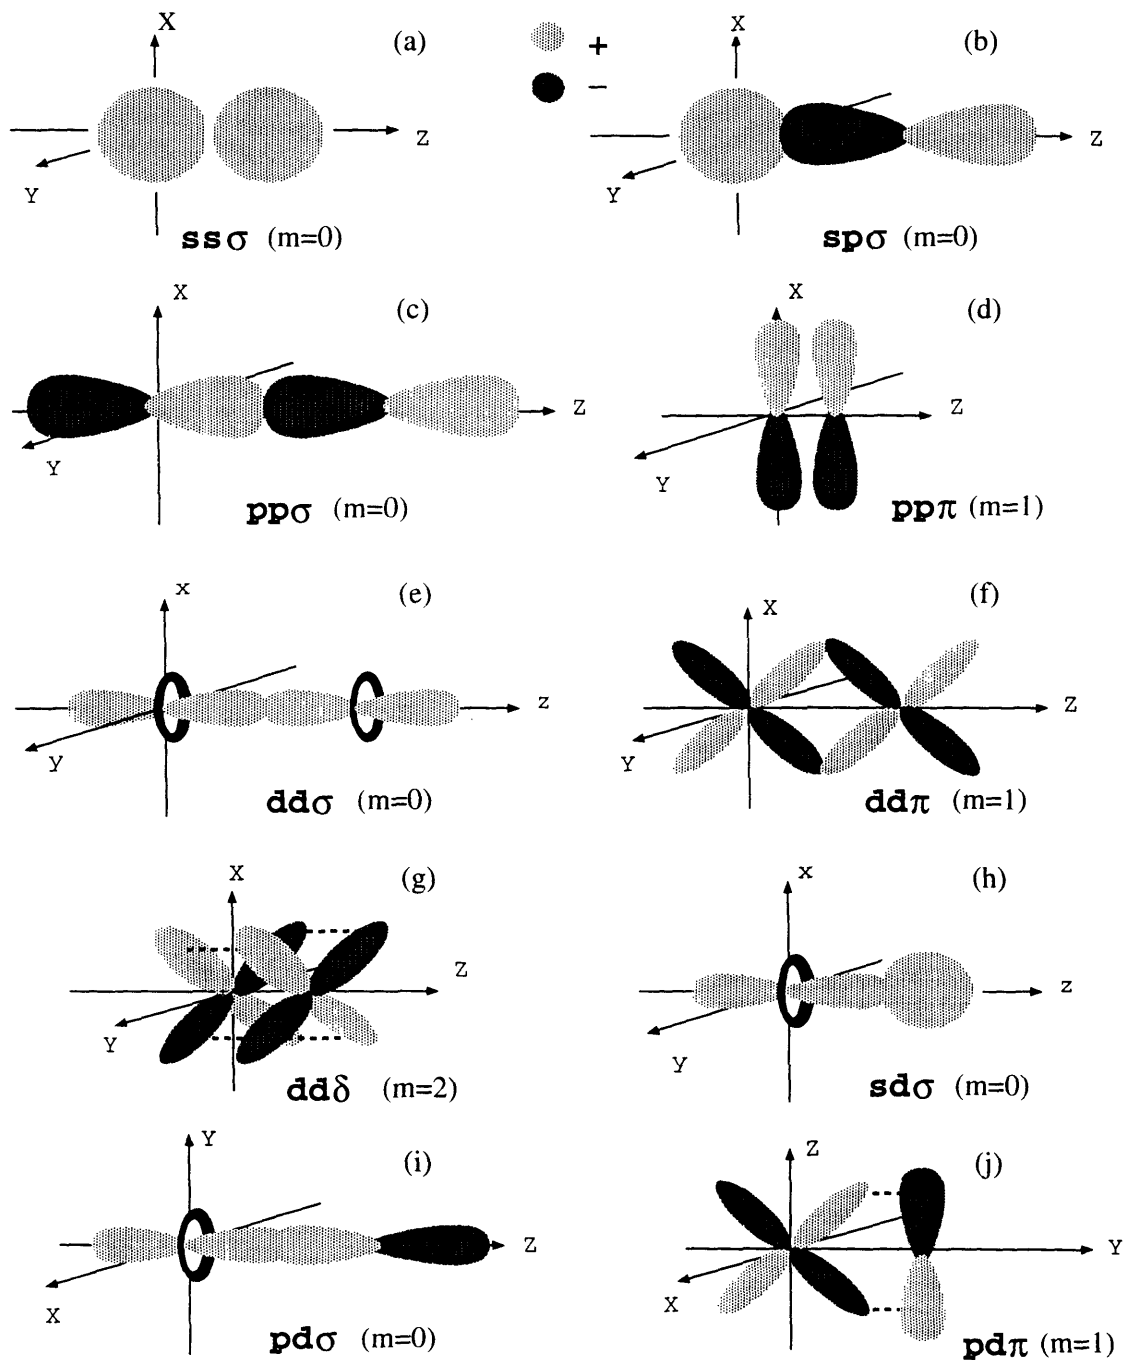 X
(a)
+
−
Z
Y
ssσ (m=0)
X
(b)
Z
Y
spσ (m=0)
X
(c)
Z
Y
ppσ (m=0)
X
(d)
Z
Y
ppπ (m=1)
x
(e)
z
Y
ddσ (m=0)
X
(f)
Z
Y
ddπ (m=1)
X
(g)
Z
Y
ddδ (m=2)
x
(h)
z
Y
sdσ (m=0)
Y
(i)
Z
X
pdσ (m=0)
Z
(j)
Y
X
pdπ (m=1)